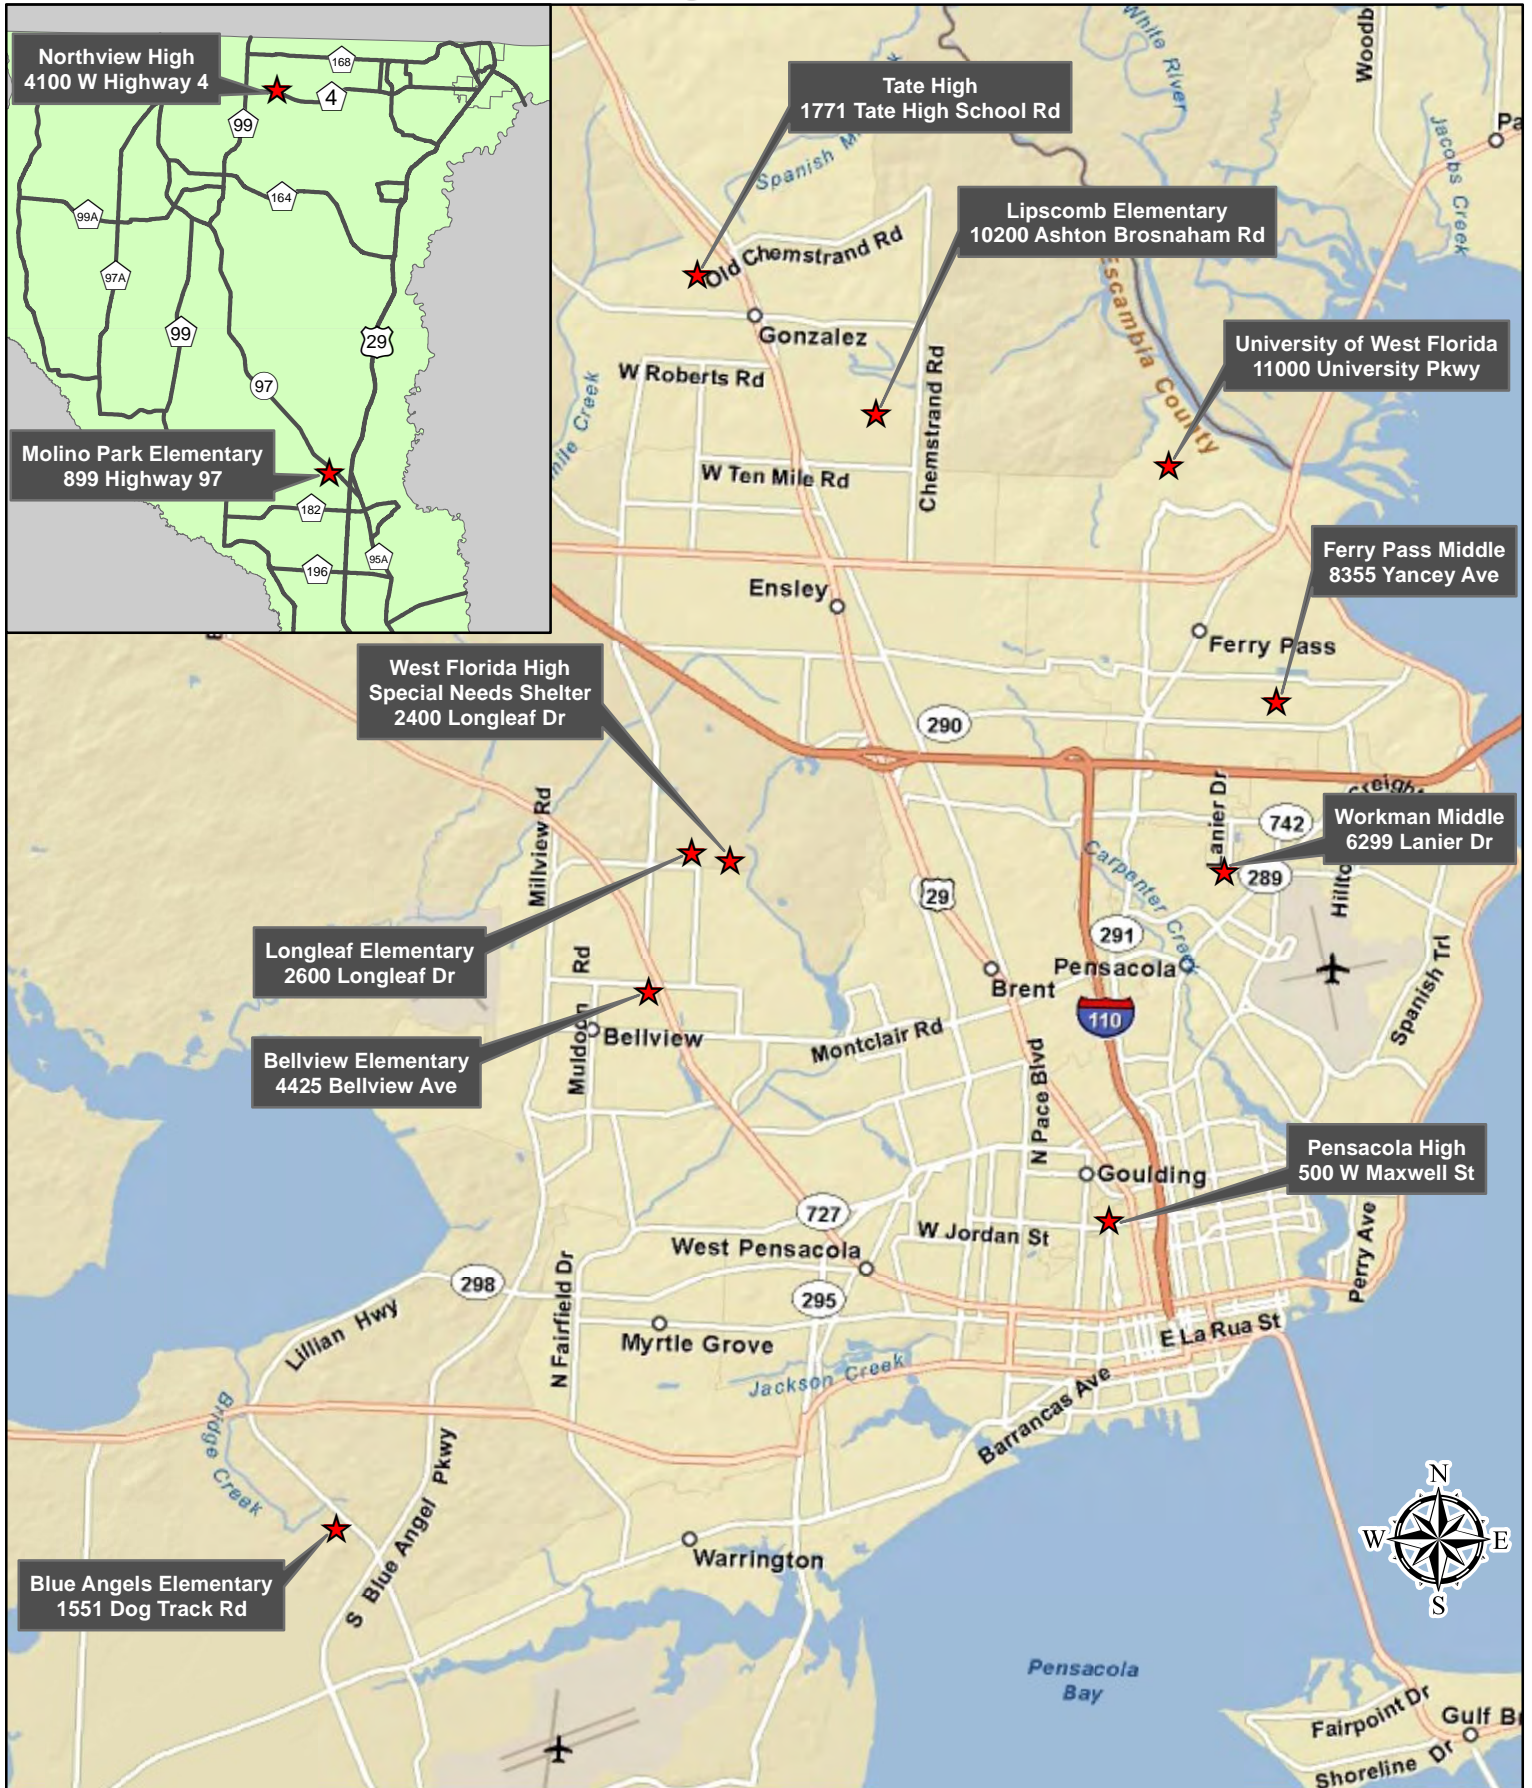 Northview High
4100 W Highway 4
168
4
99
164
99A
97A
99
29
97
Molino Park Elementary
899 Highway 97
182
196
95A
White River
Tate High
1771 Tate High School Rd
Jacobs Creek
Spanish
Lipscomb Elementary
10200 Ashton Brosnaham Rd
Old Chemstrand Rd
Gonzalez
Escambia County
University of West Florida
11000 University Pkwy
W Roberts Rd
Chemstrand Rd
Creek
W Ten Mile Rd
Ferry Pass Middle
8355 Yancey Ave
Ensley
Ferry Pass
West Florida High
Special Needs Shelter
2400 Longleaf Dr
290
Millview Rd
Lanier Dr
742
Workman Middle
6299 Lanier Dr
Carpenter Creek
289
29
291
Longleaf Elementary
2600 Longleaf Dr
Muldoon Rd
Pensacola
Brent
Spanish Trl
110
Bellview
Montclair Rd
Bellview Elementary
4425 Bellview Ave
N Pace Blvd
Pensacola High
500 W Maxwell St
Goulding
727
W Jordan St
West Pensacola
Perry Ave
298
295
N Fairfield Dr
Lillian Hwy
Myrtle Grove
E La Rua St
Jackson Creek
Barrancas Ave
Bridge Creek
S Blue Angel Pkwy
N
W
E
S
Warrington
Blue Angels Elementary
1551 Dog Track Rd
Pensacola
Bay
Fairpoint Dr
Gulf
Shoreline Dr